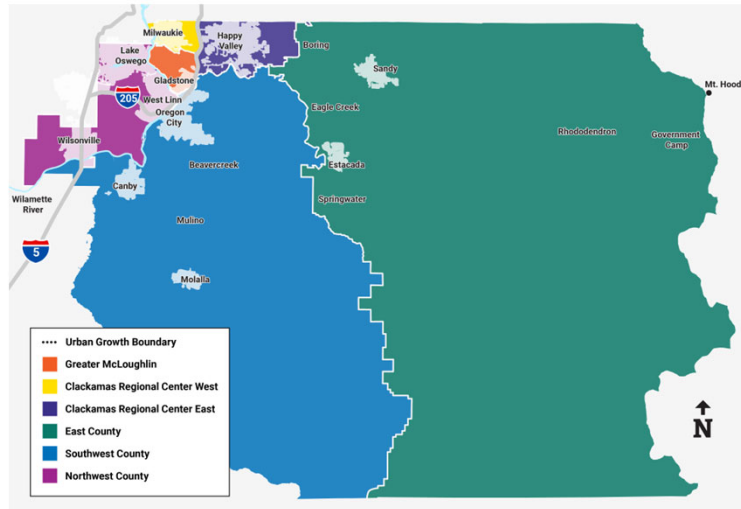 Milwaukie
Happy
Valley
Boring
Lake
Oswego
Sandy
Gladstone
Mt. Hood
205
West Linn
Oregon
City
Eagle Creek
Rhododendron
Government
Camp
Wilsonville
Beavercreek
Estacada
Canby
Springwater
Wilamette
River
Mulino
5
Molalla
Urban Growth Boundary
Greater McLoughlin
Clackamas Regional Center West
Clackamas Regional Center East
East County
Southwest County
Northwest County
N